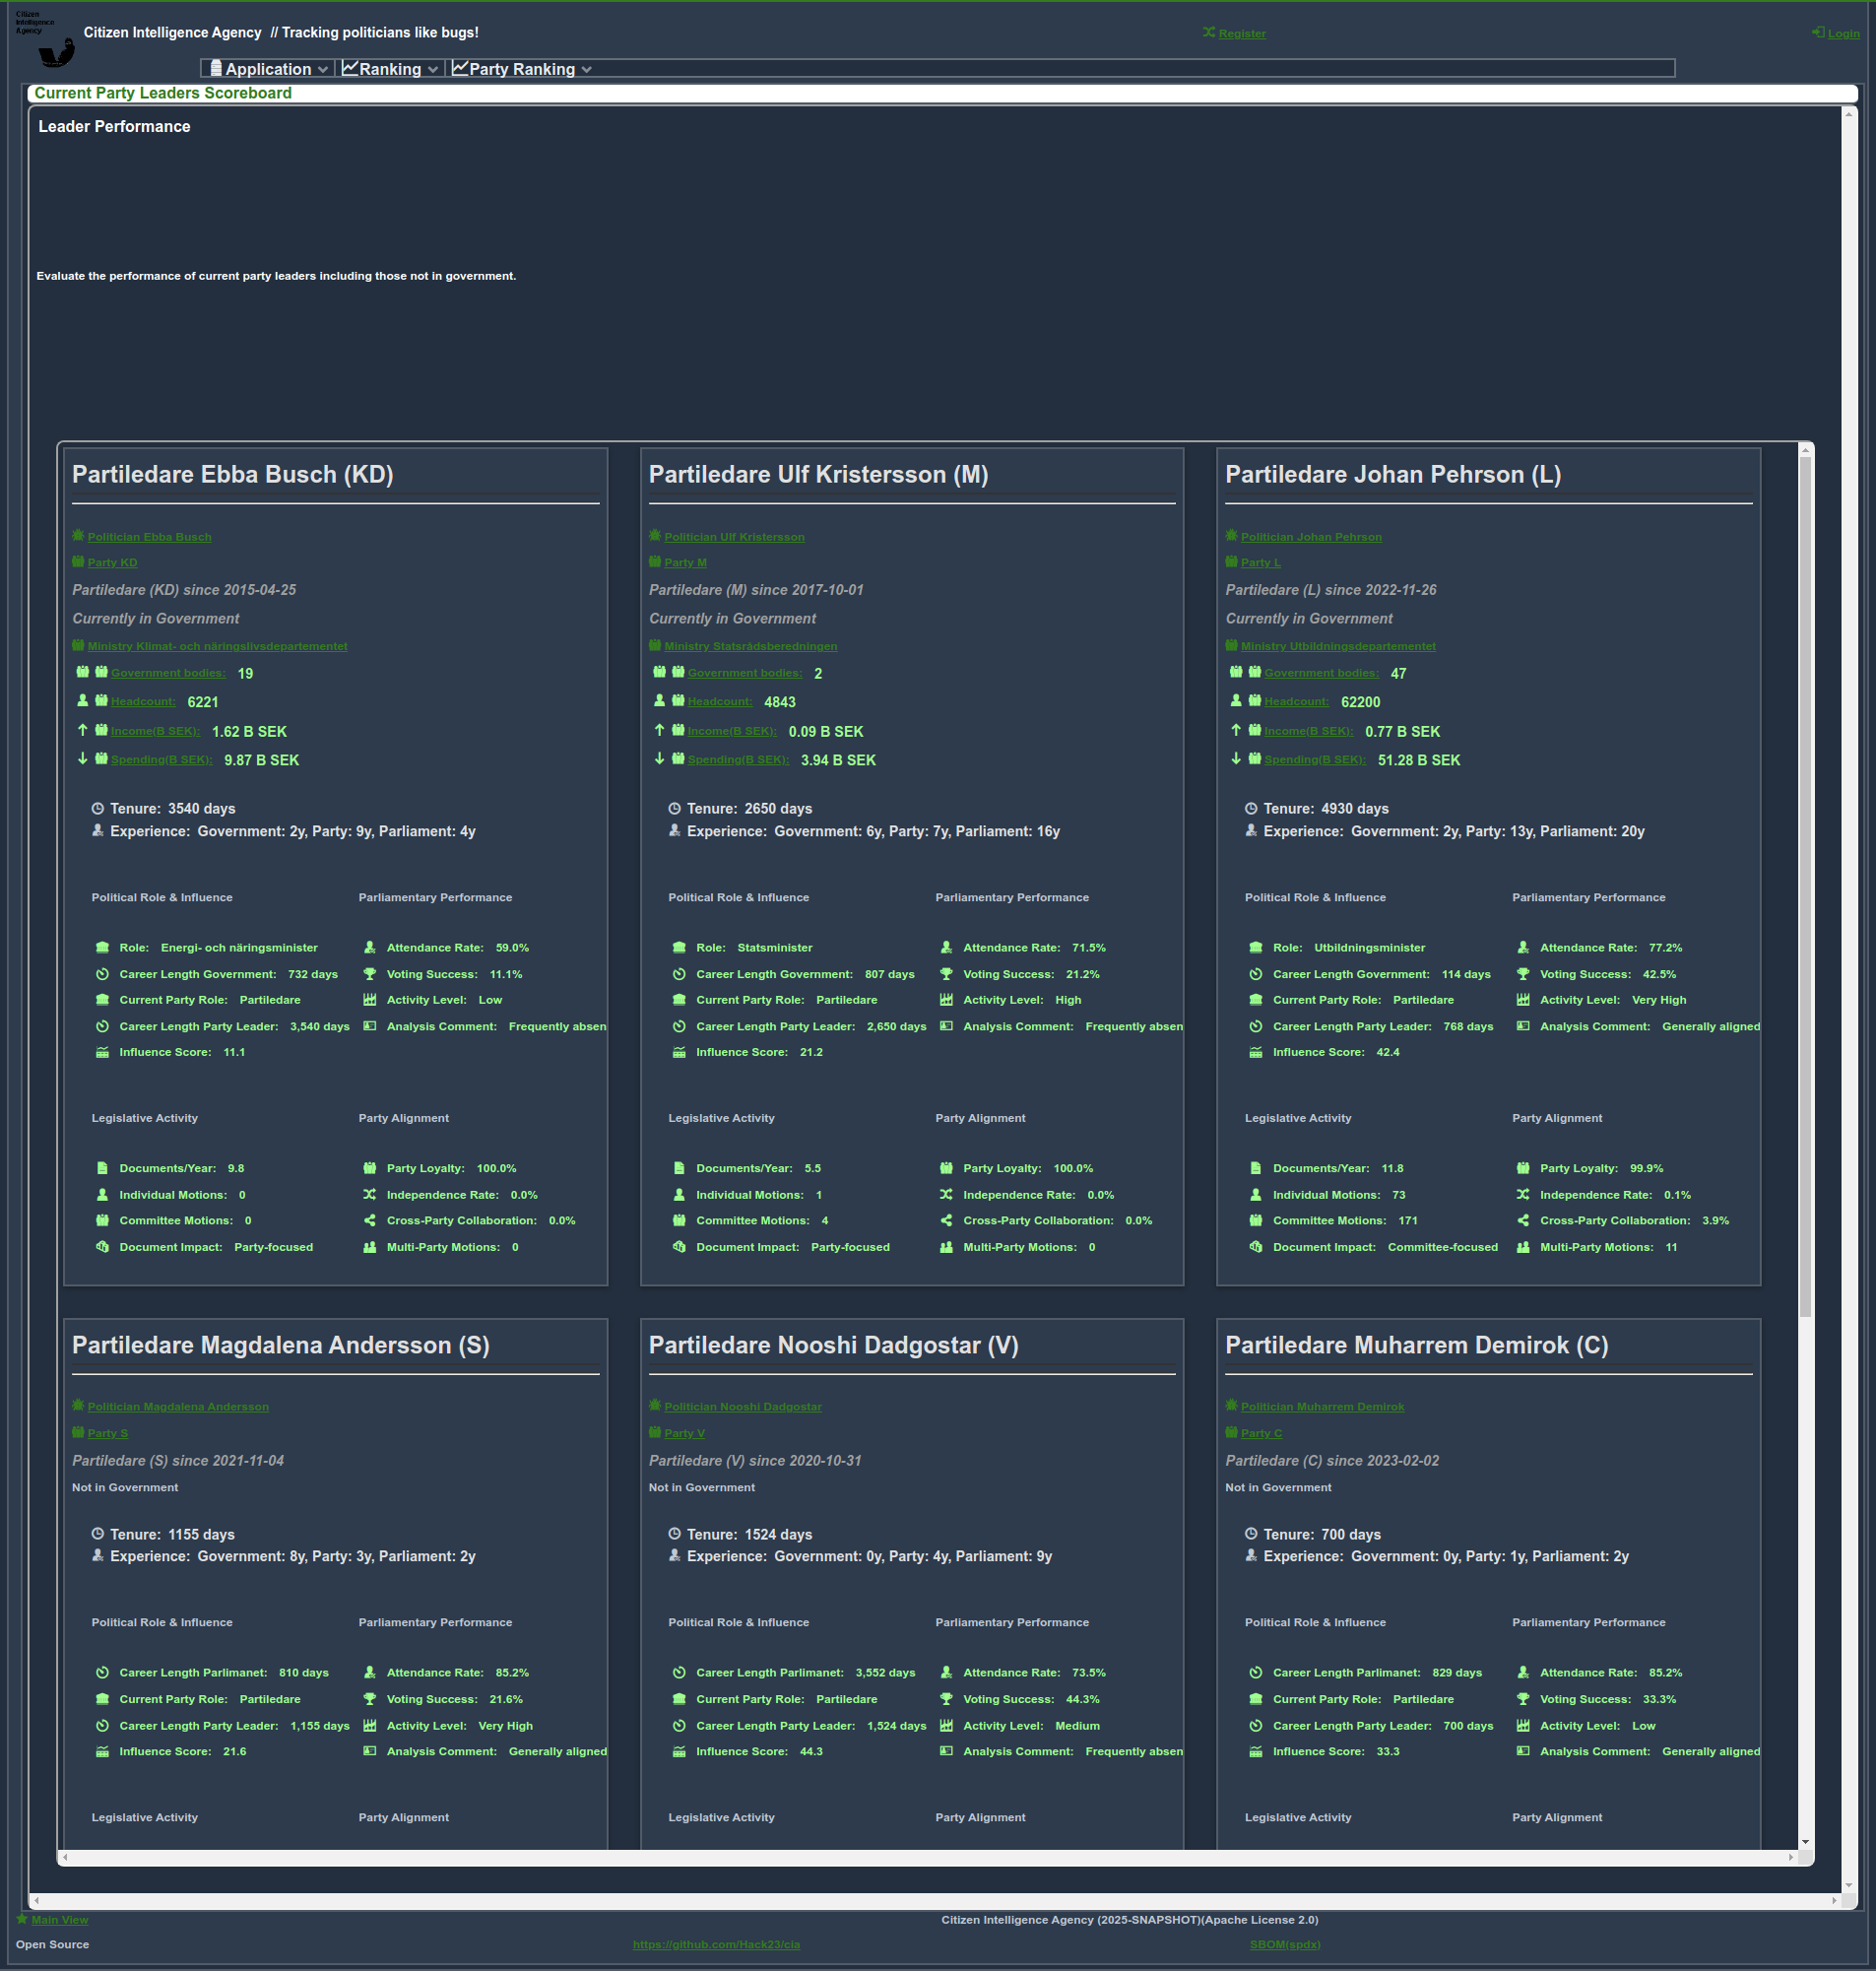 Citizen
Intelligence
Agency
Citizen Intelligence Agency // Tracking politicians like bugs!
Register
Login
Application
Ranking
Party Ranking
Current Party Leaders Scoreboard
Leader Performance
Evaluate the performance of current party leaders including those not in government.
Partiledare Ebba Busch (KD)
Politician Ebba Busch
Party KD
Partiledare (KD) since 2015-04-25
Currently in Government
Ministry Klimat- och näringslivsdepartementet
Government bodies: 19
Headcount: 6221
Income(B SEK): 1.62 B SEK
Spending(B SEK): 9.87 B SEK
Tenure: 3540 days
Experience: Government: 2y, Party: 9y, Parliament: 4y
Political Role & Influence
Role: Energi- och näringsminister
Career Length Government: 732 days
Current Party Role: Partiledare
Career Length Party Leader: 3,540 days
Influence Score: 11.1
Parliamentary Performance
Attendance Rate: 59.0%
Voting Success: 11.1%
Activity Level: Low
Analysis Comment: Frequently absen
Legislative Activity
Documents/Year: 9.8
Individual Motions: 0
Committee Motions: 0
Document Impact: Party-focused
Party Alignment
Party Loyalty: 100.0%
Independence Rate: 0.0%
Cross-Party Collaboration: 0.0%
Multi-Party Motions: 0
Partiledare Ulf Kristersson (M)
Politician Ulf Kristersson
Party M
Partiledare (M) since 2017-10-01
Currently in Government
Ministry Statsrådsberedningen
Government bodies: 2
Headcount: 4843
Income(B SEK): 0.09 B SEK
Spending(B SEK): 3.94 B SEK
Tenure: 2650 days
Experience: Government: 6y, Party: 7y, Parliament: 16y
Political Role & Influence
Role: Statsminister
Career Length Government: 807 days
Current Party Role: Partiledare
Career Length Party Leader: 2,650 days
Influence Score: 21.2
Parliamentary Performance
Attendance Rate: 71.5%
Voting Success: 21.2%
Activity Level: High
Analysis Comment: Frequently absen
Legislative Activity
Documents/Year: 5.5
Individual Motions: 1
Committee Motions: 4
Document Impact: Party-focused
Party Alignment
Party Loyalty: 100.0%
Independence Rate: 0.0%
Cross-Party Collaboration: 0.0%
Multi-Party Motions: 0
Partiledare Johan Pehrson (L)
Politician Johan Pehrson
Party L
Partiledare (L) since 2022-11-26
Currently in Government
Ministry Utbildningsdepartementet
Government bodies: 47
Headcount: 62200
Income(B SEK): 0.77 B SEK
Spending(B SEK): 51.28 B SEK
Tenure: 4930 days
Experience: Government: 2y, Party: 13y, Parliament: 20y
Political Role & Influence
Role: Utbildningsminister
Career Length Government: 114 days
Current Party Role: Partiledare
Career Length Party Leader: 768 days
Influence Score: 42.4
Parliamentary Performance
Attendance Rate: 77.2%
Voting Success: 42.5%
Activity Level: Very High
Analysis Comment: Generally aligned
Legislative Activity
Documents/Year: 11.8
Individual Motions: 73
Committee Motions: 171
Document Impact: Committee-focused
Party Alignment
Party Loyalty: 99.9%
Independence Rate: 0.1%
Cross-Party Collaboration: 3.9%
Multi-Party Motions: 11
Partiledare Magdalena Andersson (S)
Politician Magdalena Andersson
Party S
Partiledare (S) since 2021-11-04
Not in Government
Tenure: 1155 days
Experience: Government: 8y, Party: 3y, Parliament: 2y
Political Role & Influence
Career Length Parlimanet: 810 days
Current Party Role: Partiledare
Career Length Party Leader: 1,155 days
Influence Score: 21.6
Parliamentary Performance
Attendance Rate: 85.2%
Voting Success: 21.6%
Activity Level: Very High
Analysis Comment: Generally aligned
Legislative Activity
Party Alignment
Partiledare Nooshi Dadgostar (V)
Politician Nooshi Dadgostar
Party V
Partiledare (V) since 2020-10-31
Not in Government
Tenure: 1524 days
Experience: Government: 0y, Party: 4y, Parliament: 9y
Political Role & Influence
Career Length Parlimanet: 3,552 days
Current Party Role: Partiledare
Career Length Party Leader: 1,524 days
Influence Score: 44.3
Parliamentary Performance
Attendance Rate: 73.5%
Voting Success: 44.3%
Activity Level: Medium
Analysis Comment: Frequently absen
Legislative Activity
Party Alignment
Partiledare Muharrem Demirok (C)
Politician Muharrem Demirok
Party C
Partiledare (C) since 2023-02-02
Not in Government
Tenure: 700 days
Experience: Government: 0y, Party: 1y, Parliament: 2y
Political Role & Influence
Career Length Parlimanet: 829 days
Current Party Role: Partiledare
Career Length Party Leader: 700 days
Influence Score: 33.3
Parliamentary Performance
Attendance Rate: 85.2%
Voting Success: 33.3%
Activity Level: Low
Analysis Comment: Generally aligned
Legislative Activity
Party Alignment
Main View
Citizen Intelligence Agency (2025-SNAPSHOT)(Apache License 2.0)
Open Source
https://github.com/Hack23/cia
SBOM(spdx)